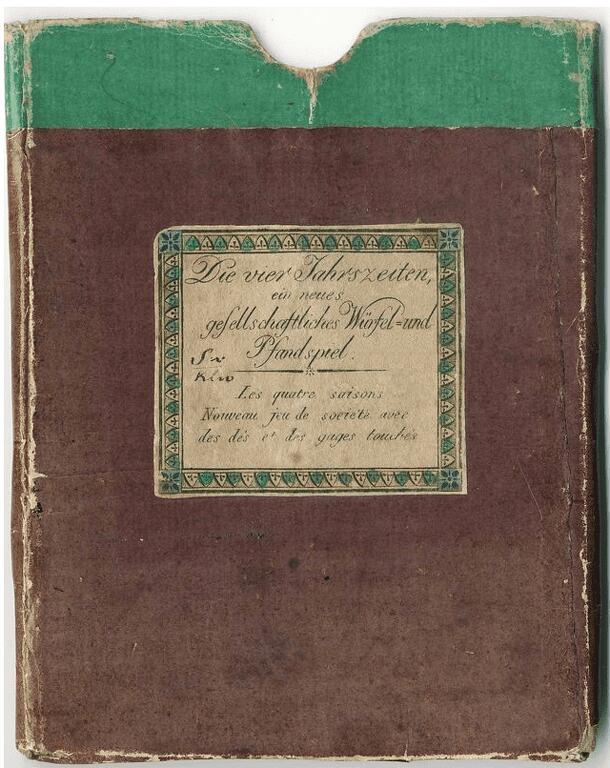 Die vier Jahrszeiten,
ein neues
geſellſchaftliches Würfel=und
Pfandspiel.
Les quatre saisons
Nouveau jeu de societé avec
des dés et des gages touchés